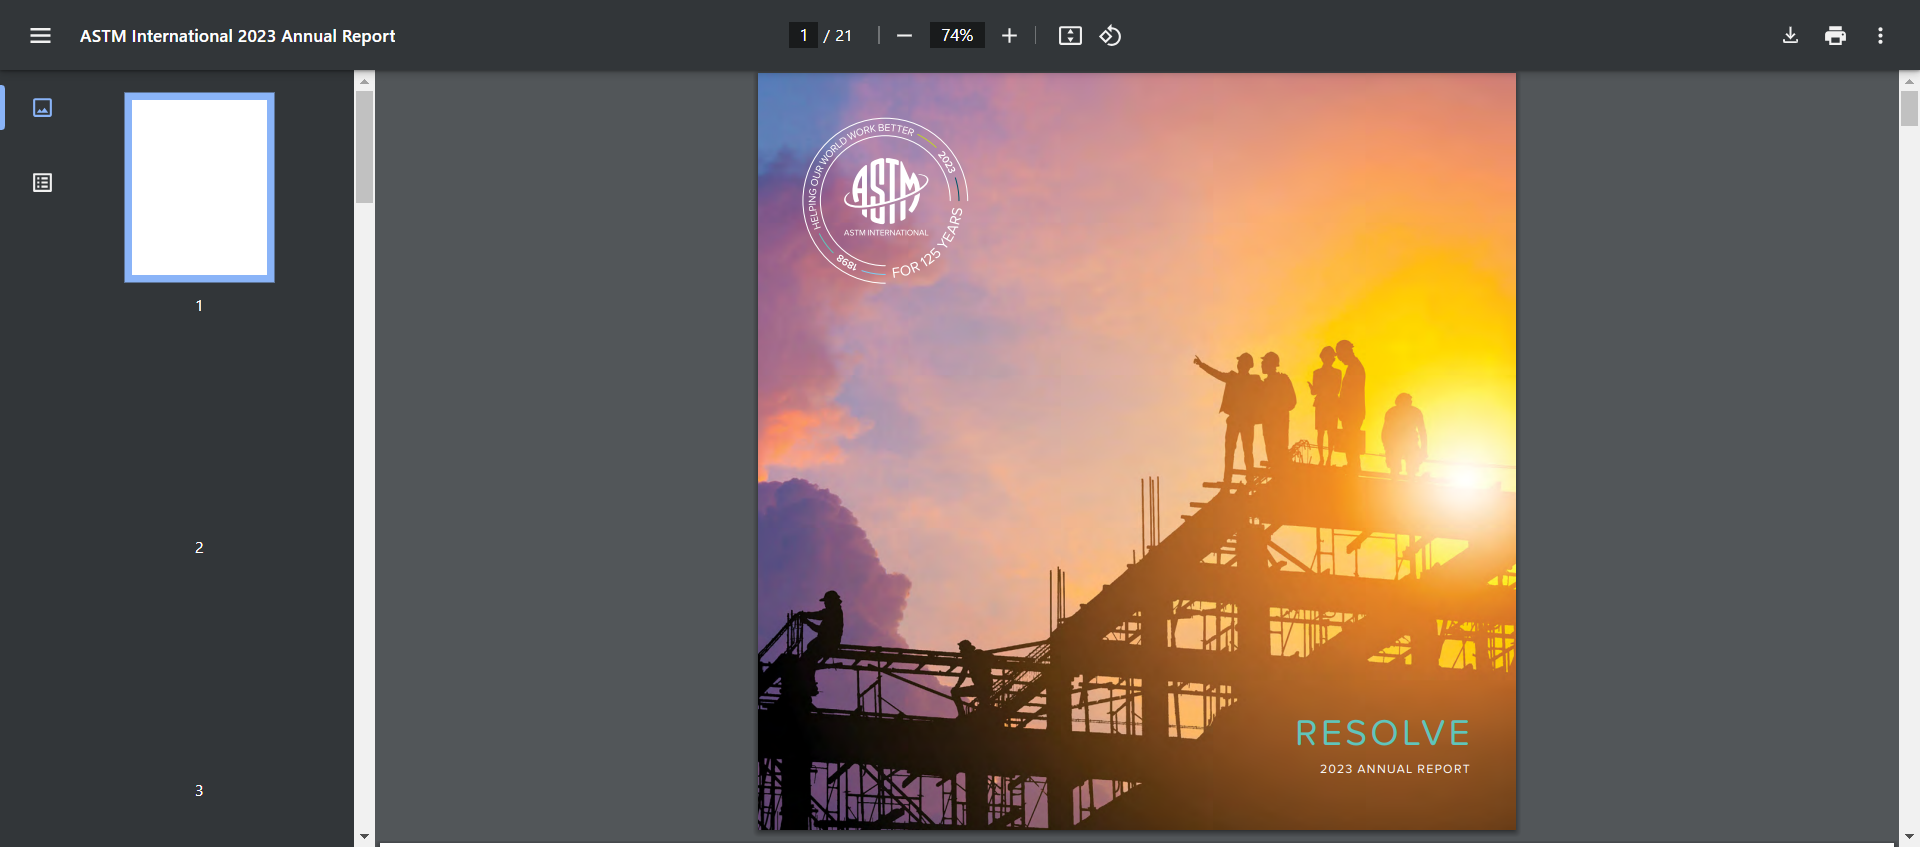 ASTM International 2023 Annual Report
1 / 21
74%
1
2
3
HELPING OUR WORLD WORK BETTER
2023
ASTM
ASTM INTERNATIONAL
FOR 125 YEARS
1898
RESOLVE
2023 ANNUAL REPORT